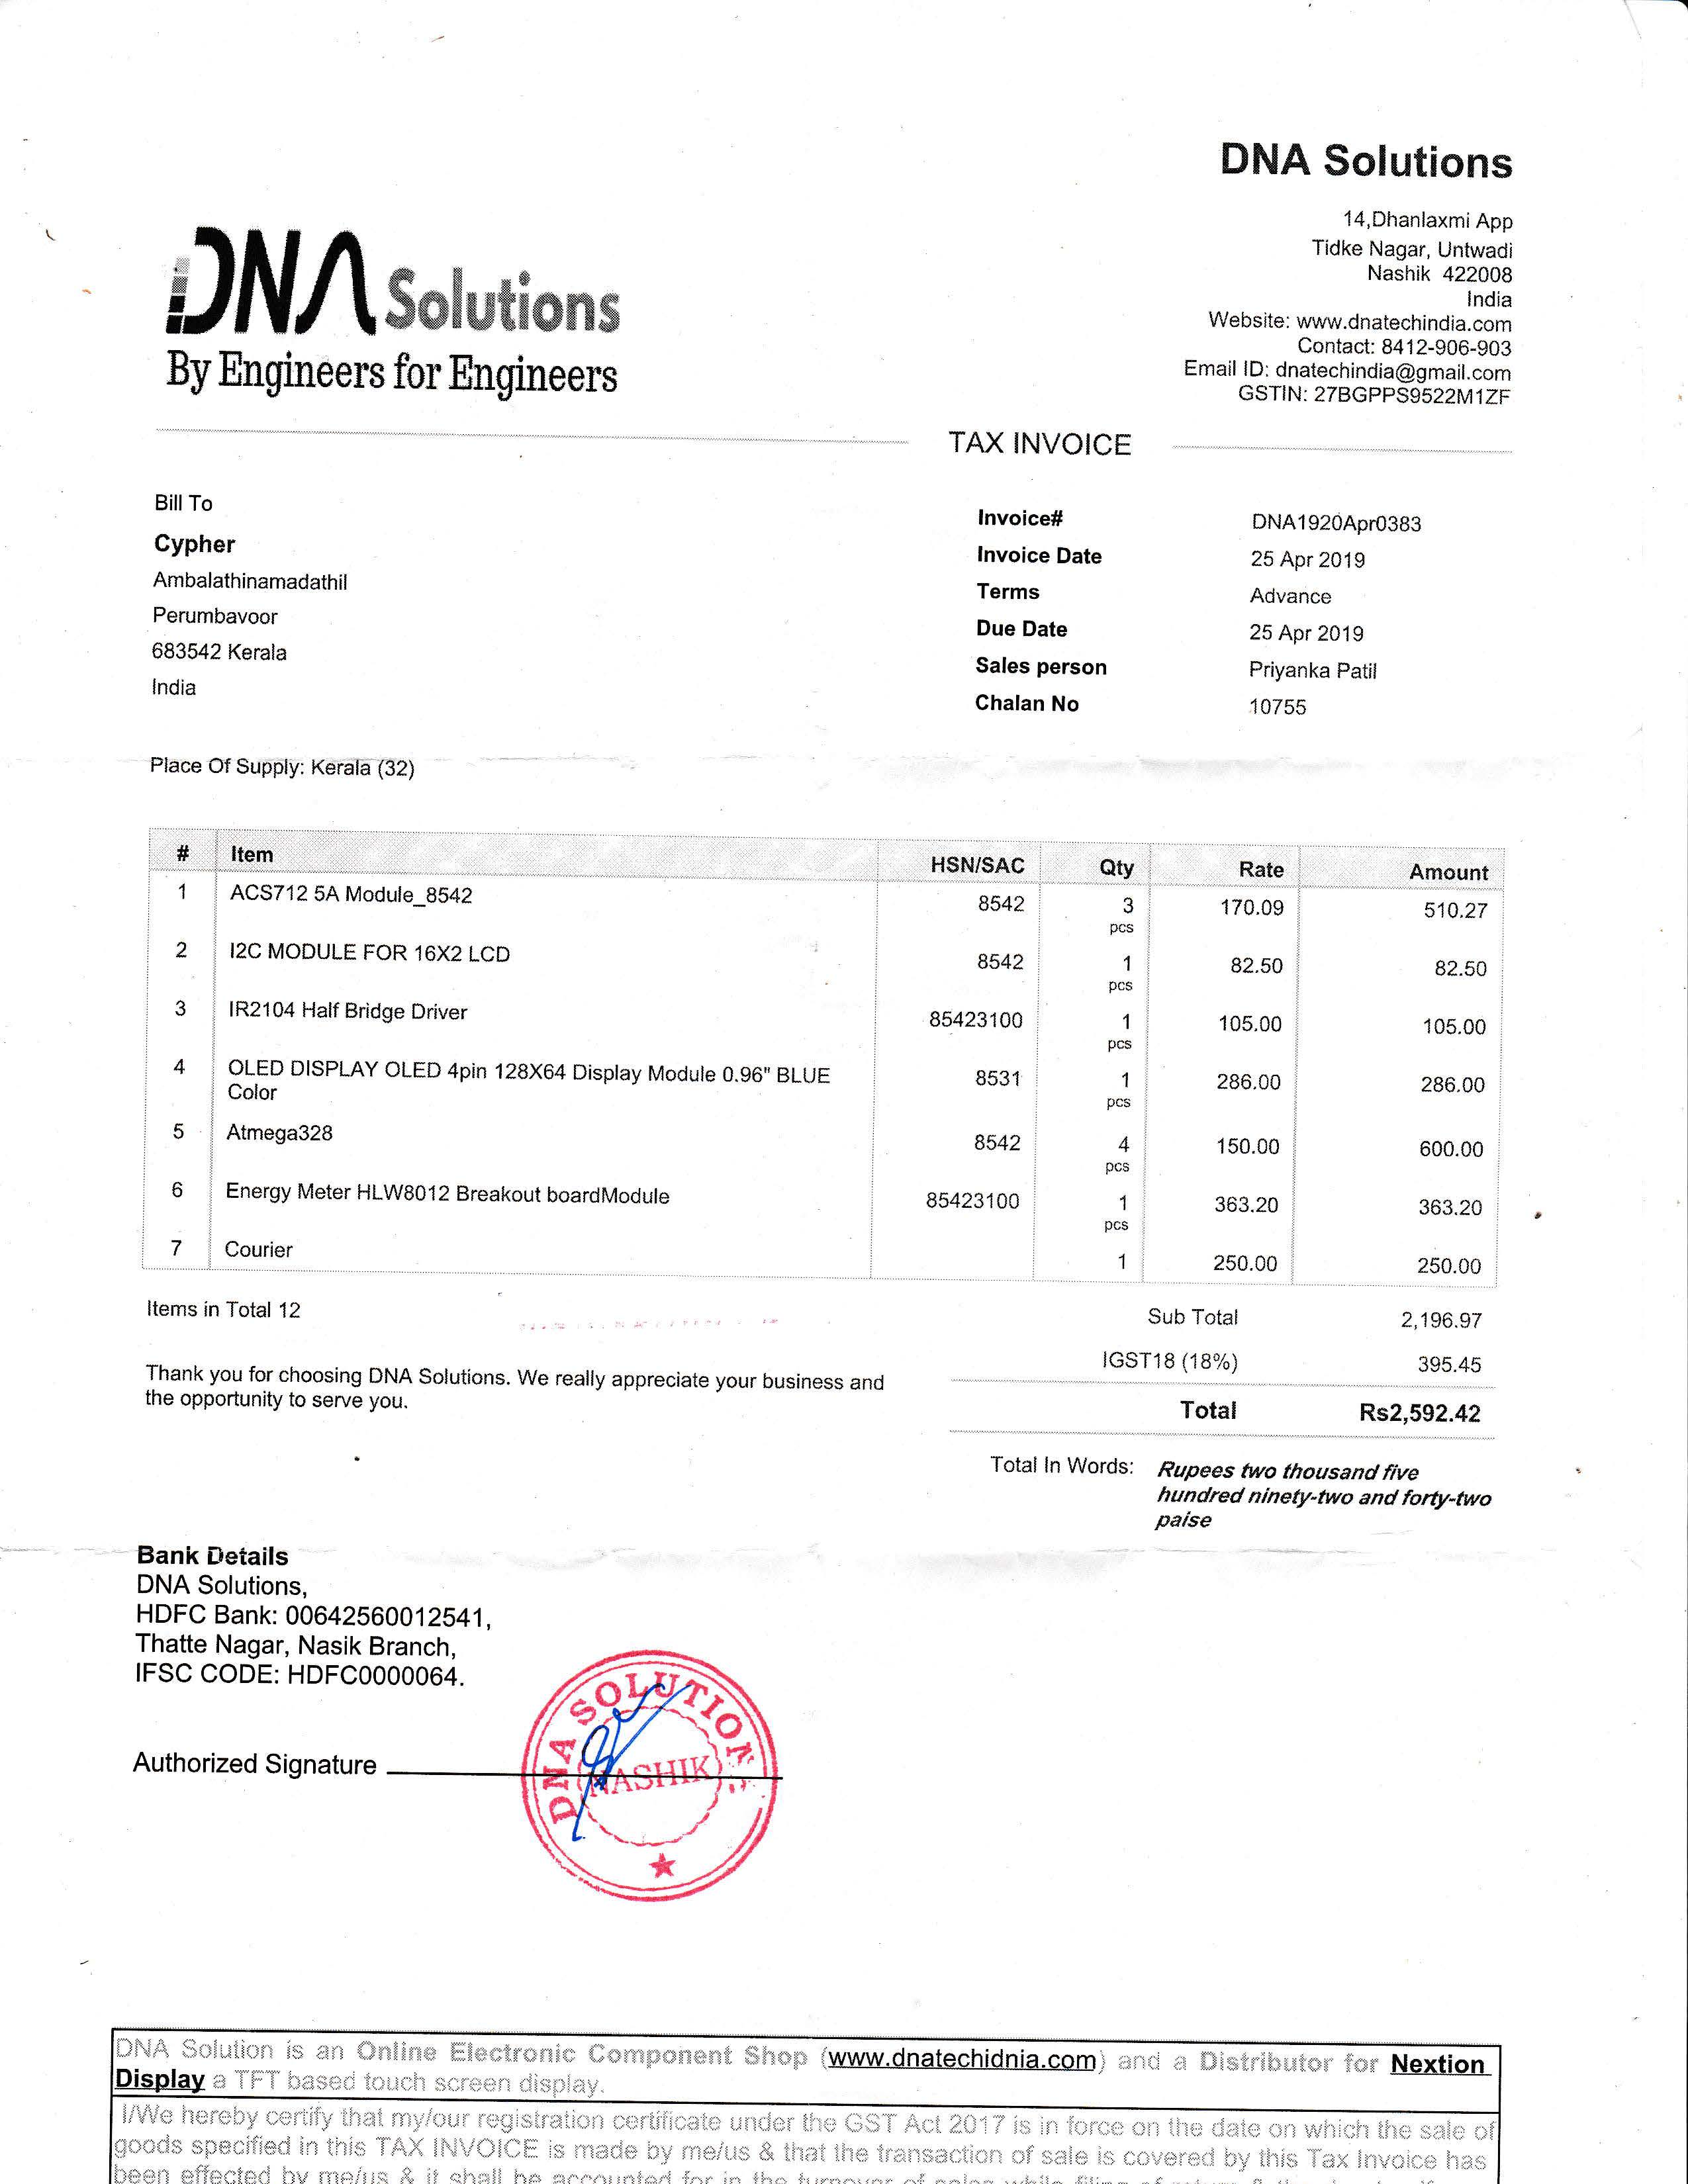 DNA Solutions
14,Dhanlaxmi App
Tidke Nagar, Untwadi
Nashik 422008
India
Website: www.dnatechindia.com
Contact: 8412-906-903
Email ID: dnatechindia@gmail.com
GSTIN: 27BGPPS9522M1ZF
DNA Solutions
By Engineers for Engineers
TAX INVOICE
Bill To
Cypher
Ambalathinamadathil
Perumbavoor
683542 Kerala
India
Invoice# DNA1920Apr0383
Invoice Date 25 Apr 2019
Terms Advance
Due Date 25 Apr 2019
Sales person Priyanka Patil
Chalan No 10755
Place Of Supply: Kerala (32)
# Item HSN/SAC Qty Rate Amount
1 ACS712 5A Module_8542 8542 3 170.09 510.27
pcs
2 I2C MODULE FOR 16X2 LCD 8542 1 82.50 82.50
pcs
3 IR2104 Half Bridge Driver 85423100 1 105.00 105.00
pcs
4 OLED DISPLAY OLED 4pin 128X64 Display Module 0.96" BLUE 8531 1 286.00 286.00
Color pcs
5 Atmega328 8542 4 150.00 600.00
pcs
6 Energy Meter HLW8012 Breakout boardModule 85423100 1 363.20 363.20
pcs
7 Courier 1 250.00 250.00
Items in Total 12
Sub Total 2,196.97
IGST18 (18%) 395.45
Thank you for choosing DNA Solutions. We really appreciate your business and
the opportunity to serve you.
Total Rs2,592.42
Total In Words: Rupees two thousand five
hundred ninety-two and forty-two
paise
Bank Details
DNA Solutions,
HDFC Bank: 00642560012541,
Thatte Nagar, Nasik Branch,
IFSC CODE: HDFC0000064.
Authorized Signature
DNA SOLUTIONS
NASHIK
DNA Solution is an Online Electronic Component Shop (www.dnatechidnia.com) and a Distributor for Nextion
Display a TFT based touch screen display.
I/We hereby certify that my/our registration certificate under the GST Act 2017 is in force on the date on which the sale of
goods specified in this TAX INVOICE is made by me/us & that the transaction of sale is covered by this Tax Invoice has
been effected by me/us & it shall be accounted for in the turnover of sales while filing of return